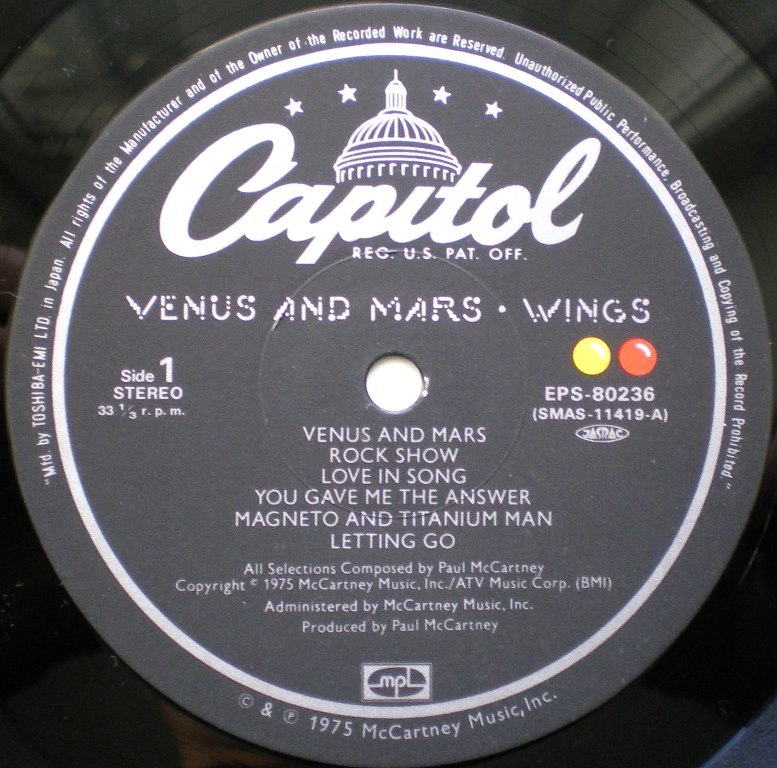 "Mfd. by TOSHIBA-EMI LTD. in Japan. All rights of the Manufacturer and of the Owner of the Recorded Work are Reserved. Unauthorized Public Performance, Broadcasting and Copying of the Record Prohibited."
Capitol
REG. U.S. PAT. OFF.
VENUS AND MARS · WINGS
Side 1
STEREO
33 1/3 r. p. m.
EPS-80236
(SMAS-11419-A)
JASRAC
VENUS AND MARS
ROCK SHOW
LOVE IN SONG
YOU GAVE ME THE ANSWER
MAGNETO AND TITANIUM MAN
LETTING GO
All Selections Composed by Paul McCartney
Copyright © 1975 McCartney Music, Inc./ATV Music Corp. (BMI)
Administered by McCartney Music, Inc.
Produced by Paul McCartney
mpl
© & ℗ 1975 McCartney Music, Inc.